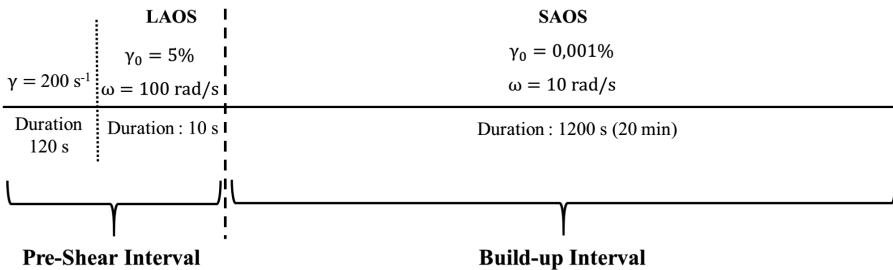 LAOS
SAOS
γ₀ = 5%
γ₀ = 0,001%
γ = 200 s⁻¹
ω = 100 rad/s
ω = 10 rad/s
Duration
120 s
Duration : 10 s
Duration : 1200 s (20 min)
Pre-Shear Interval
Build-up Interval